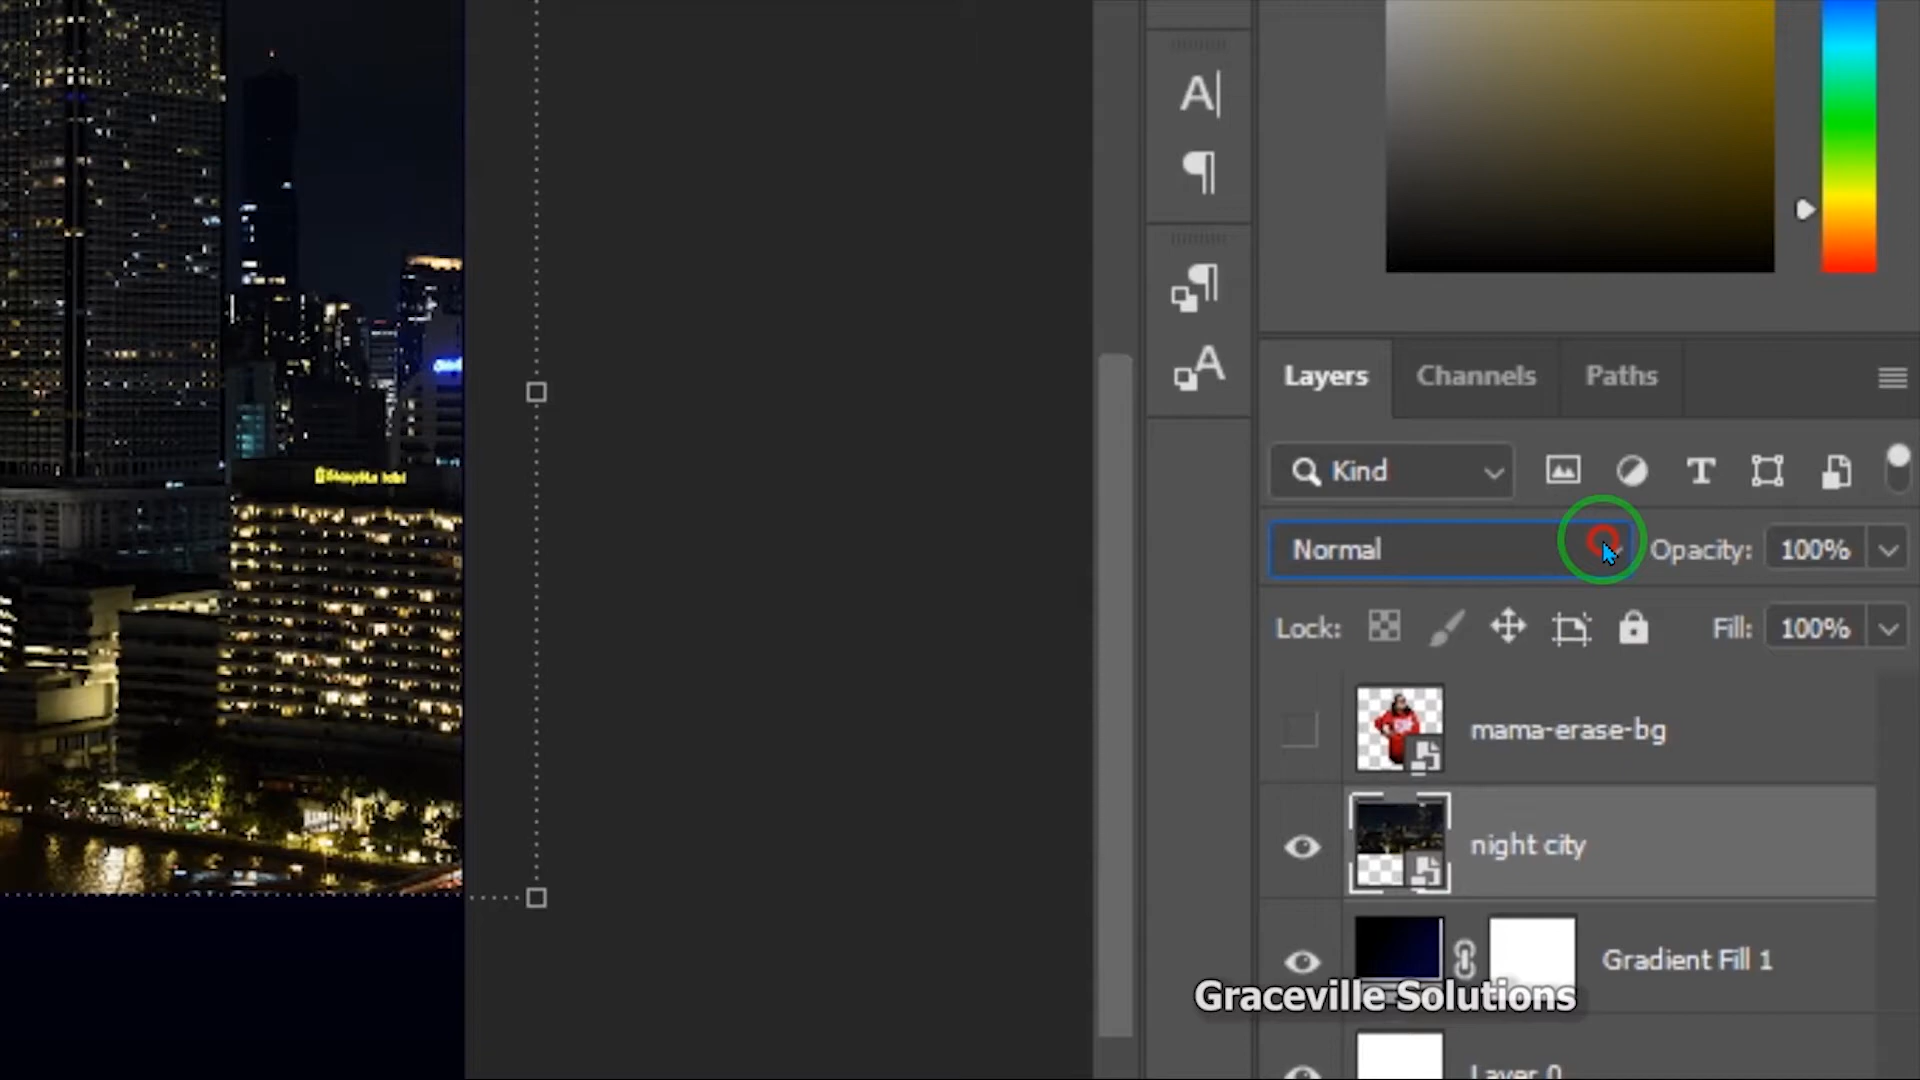 A
Layers Channels Paths
Kind
T
Normal Opacity: 100%
Lock: Fill: 100%
mama-erase-bg
night city
Gradient Fill 1
Graceville Solutions
Layer 0